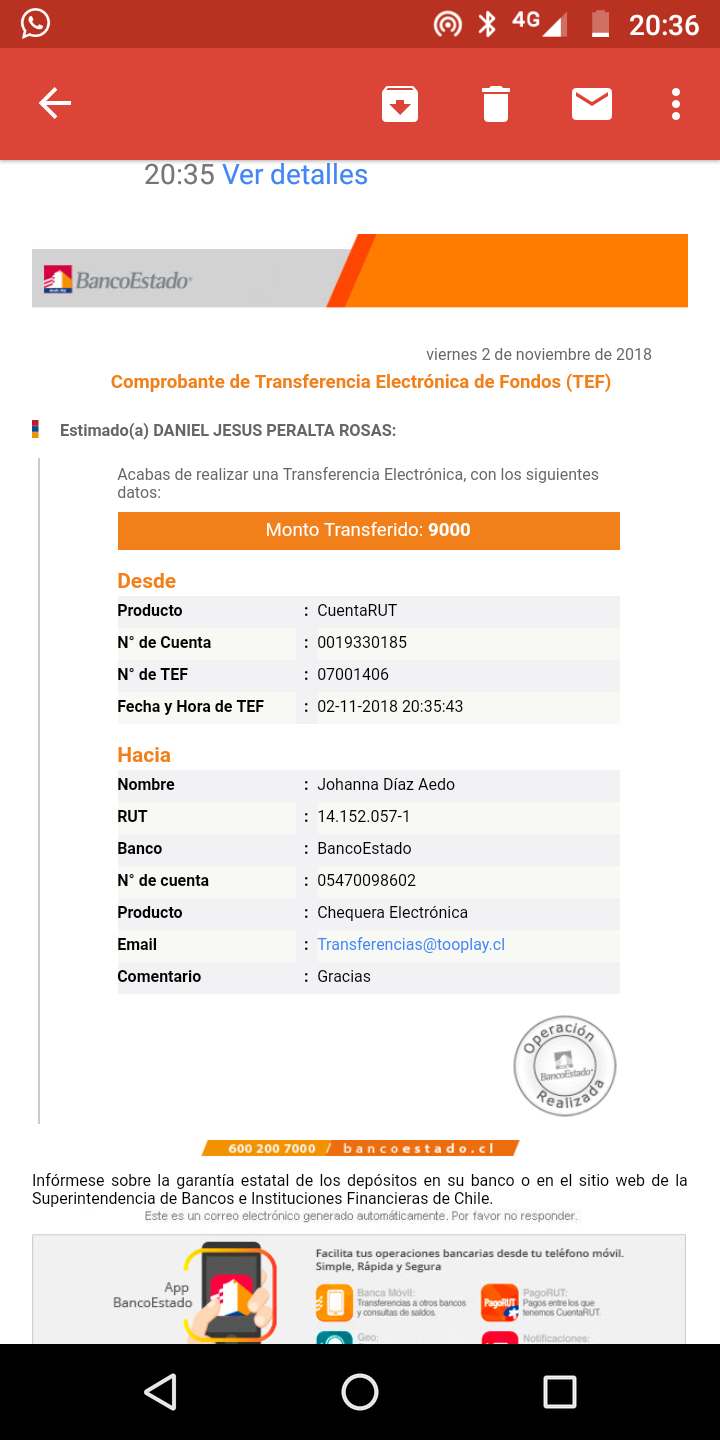 4G 20:36
20:35 Ver detalles
BancoEstado
viernes 2 de noviembre de 2018
Comprobante de Transferencia Electrónica de Fondos (TEF)
Estimado(a) DANIEL JESUS PERALTA ROSAS:
Acabas de realizar una Transferencia Electrónica, con los siguientes
datos:
Monto Transferido: 9000
Desde
Producto : CuentaRUT
N° de Cuenta : 0019330185
N° de TEF : 07001406
Fecha y Hora de TEF : 02-11-2018 20:35:43
Hacia
Nombre : Johanna Díaz Aedo
RUT : 14.152.057-1
Banco : BancoEstado
N° de cuenta : 05470098602
Producto : Chequera Electrónica
Email : Transferencias@tooplay.cl
Comentario : Gracias
Operación
BancoEstado
Realizada
600 200 7000 / bancoestado.cl
Infórmese sobre la garantía estatal de los depósitos en su banco o en el sitio web de la
Superintendencia de Bancos e Instituciones Financieras de Chile.
Este es un correo electrónico generado automáticamente. Por favor no responder.
App
BancoEstado
Facilita tus operaciones bancarias desde tu teléfono móvil.
Simple, Rápida y Segura
Banca Móvil:
Transferencias a otros bancos
y consultas de saldos.
PagoRUT
PagoRUT:
Pagos entre los que
tenemos CuentaRUT.
Geo:
Notificaciones: